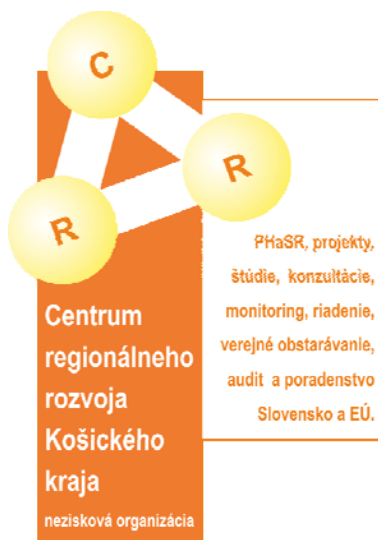 C
R
R
PHaSR, projekty,
štúdie, konzultácie,
monitoring, riadenie,
verejné obstarávanie,
audit a poradenstvo
Slovensko a EÚ.
Centrum
regionálneho
rozvoja
Košického
kraja
nezisková organizácia